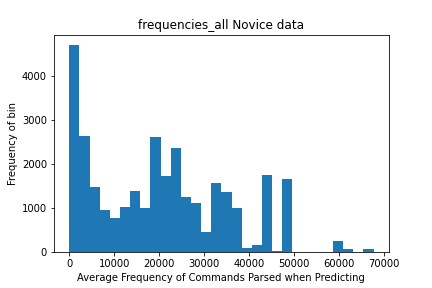 frequencies_all Novice data
Frequency of bin
4000
3000
2000
1000
0
0 10000 20000 30000 40000 50000 60000 70000
Average Frequency of Commands Parsed when Predicting